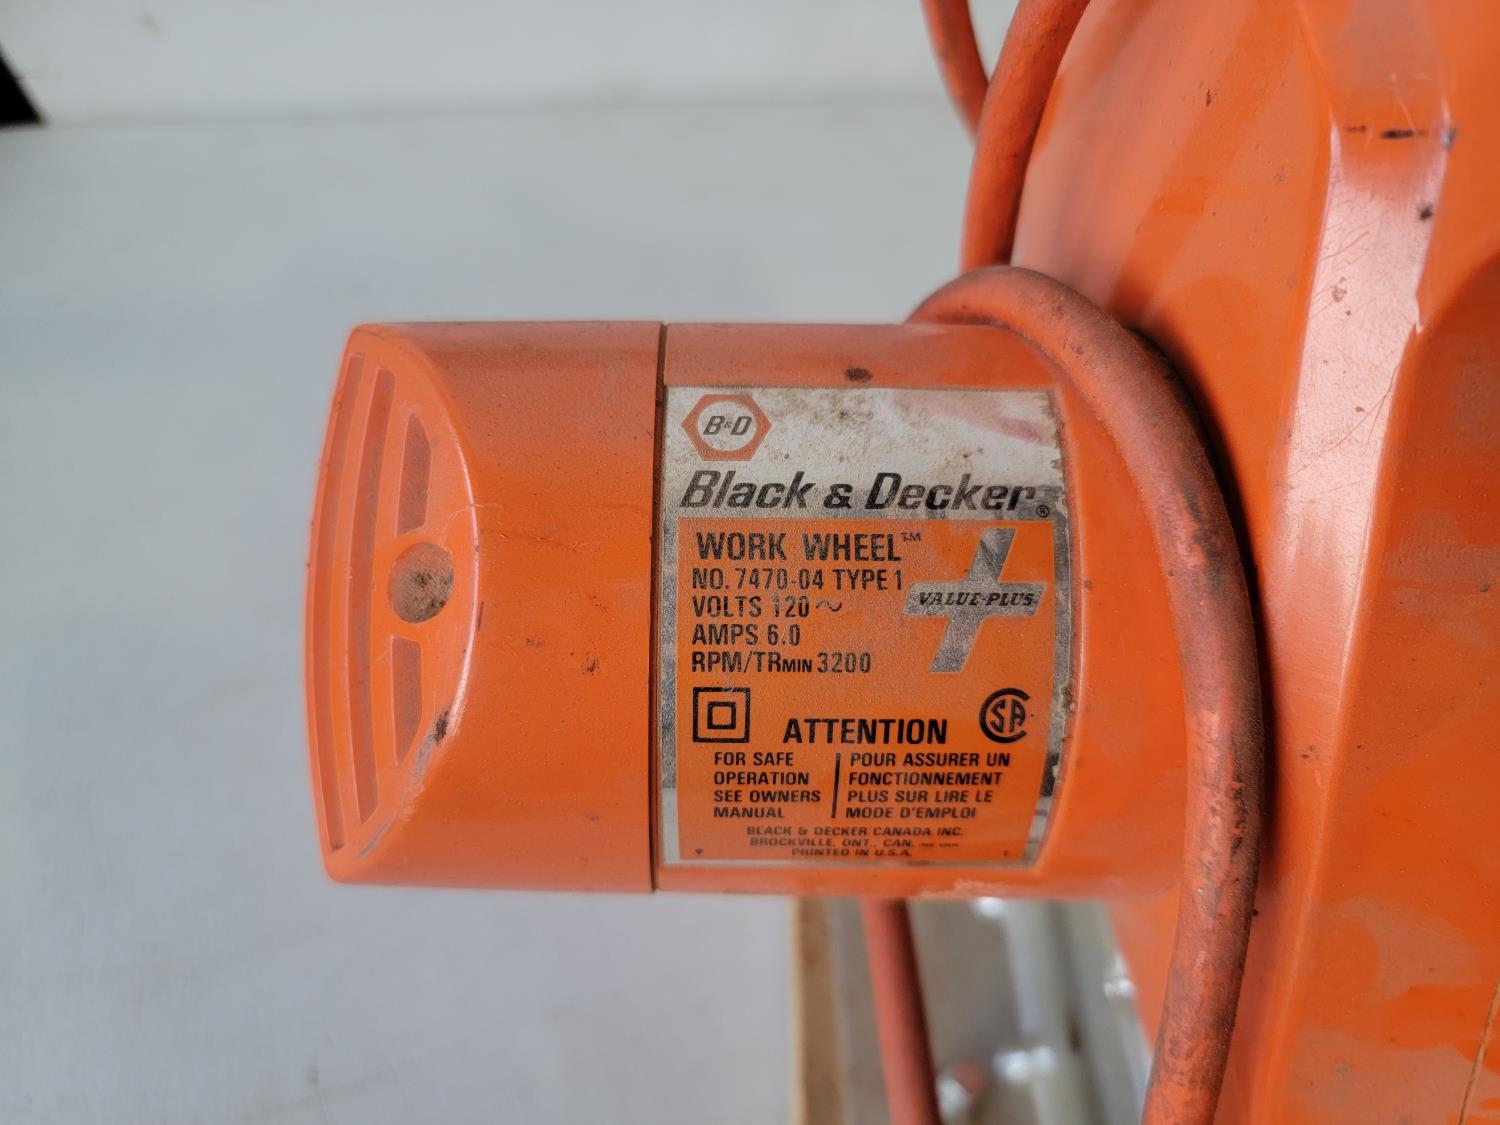 B&D
Black & Decker®
WORK WHEEL™
NO. 7470-04 TYPE 1
VOLTS 120 ~
AMPS 6.0
RPM/TRMIN 3200
VALUE-PLUS
ATTENTION
SA
FOR SAFE
OPERATION
SEE OWNERS
MANUAL
POUR ASSURER UN
FONCTIONNEMENT
PLUS SUR LIRE LE
MODE D'EMPLOI
BLACK & DECKER CANADA INC.
BROCKVILLE, ONT., CAN.
PRINTED IN U.S.A.